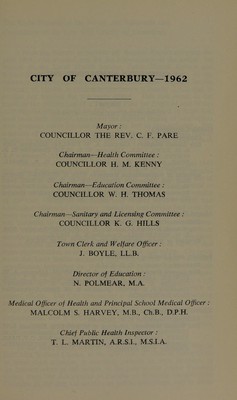 CITY OF CANTERBURY—1962
Mayor :
COUNCILLOR THE REV. C. F. PARE
Chairman—Health Committee :
COUNCILLOR H. M. KENNY
Chairman—Education Committee :
COUNCILLOR W. H. THOMAS
Chairman—Sanitary and Licensing Committee :
COUNCILLOR K. G. HILLS
Town Clerk and Welfare Officer :
J. BOYLE, LL.B.
Director of Education :
N. POLMEAR, M.A.
Medical Officer of Health and Principal School Medical Officer :
MALCOLM S. HARVEY, M.B., Ch.B., D.P.H.
Chief Public Health Inspector :
T. L. MARTIN, A.R.S.I., M.S.I.A.